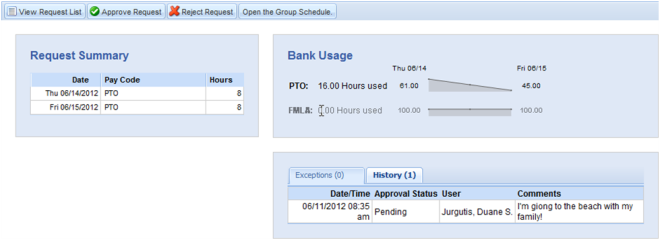 View Request List Approve Request Reject Request Open the Group Schedule.
Request Summary
Date Pay Code Hours
Thu 06/14/2012 PTO 8
Fri 06/15/2012 PTO 8
Bank Usage
Thu 06/14 Fri 06/15
PTO: 16.00 Hours used 61.00 45.00
FMLA: 0.00 Hours used 100.00 100.00
Exceptions (0) History (1)
Date/Time Approval Status User Comments
06/11/2012 08:35 am Pending Jurgutis, Duane S. I'm giong to the beach with my family!